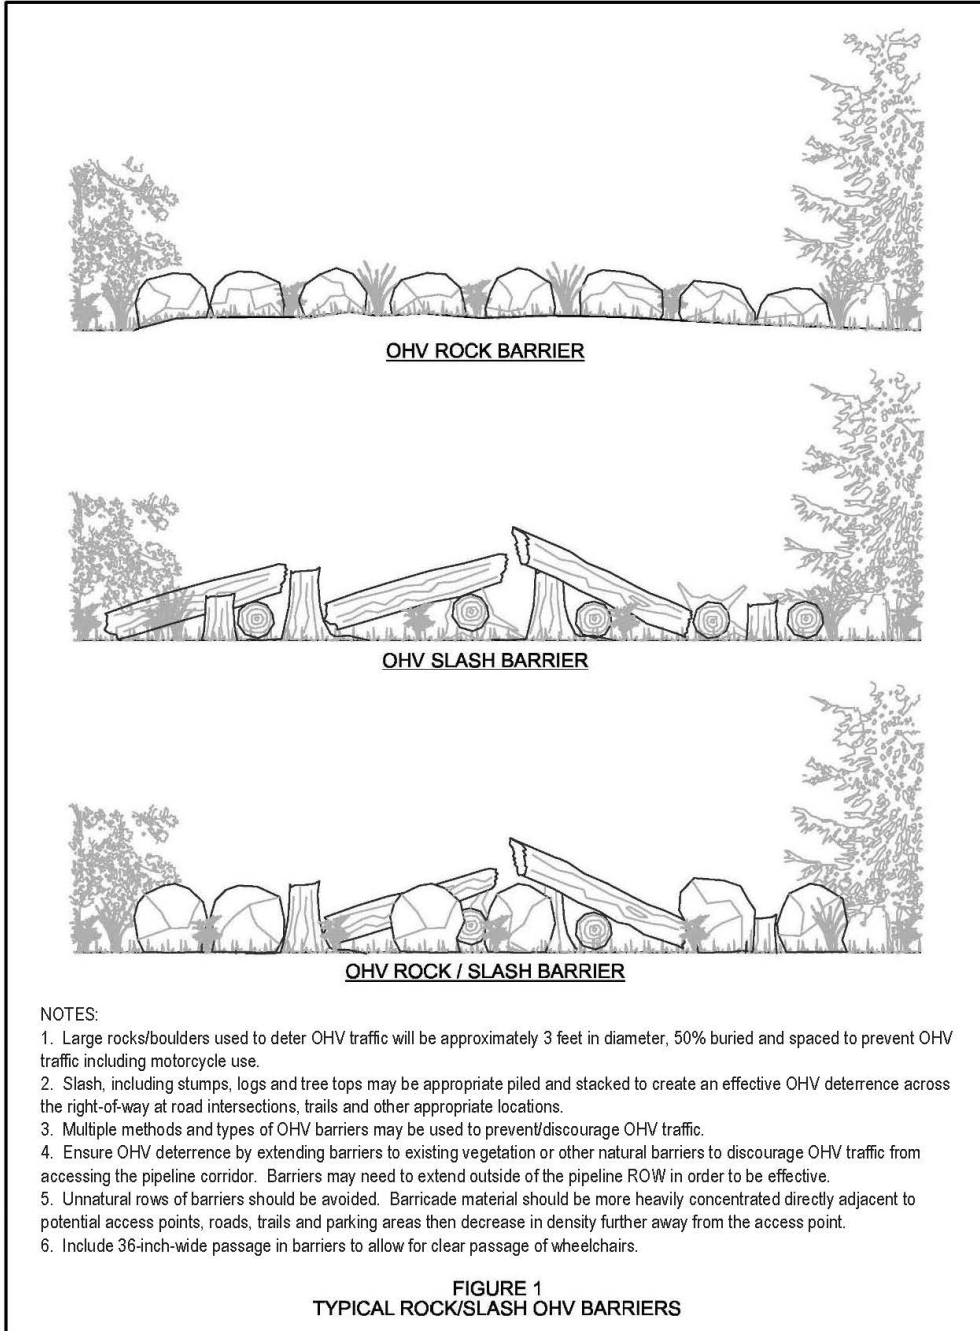 OHV ROCK BARRIER
OHV SLASH BARRIER
OHV ROCK / SLASH BARRIER
NOTES:
1. Large rocks/boulders used to deter OHV traffic will be approximately 3 feet in diameter, 50% buried and spaced to prevent OHV
traffic including motorcycle use.
2. Slash, including stumps, logs and tree tops may be appropriate piled and stacked to create an effective OHV deterrence across
the right-of-way at road intersections, trails and other appropriate locations.
3. Multiple methods and types of OHV barriers may be used to prevent/discourage OHV traffic.
4. Ensure OHV deterrence by extending barriers to existing vegetation or other natural barriers to discourage OHV traffic from
accessing the pipeline corridor. Barriers may need to extend outside of the pipeline ROW in order to be effective.
5. Unnatural rows of barriers should be avoided. Barricade material should be more heavily concentrated directly adjacent to
potential access points, roads, trails and parking areas then decrease in density further away from the access point.
6. Include 36-inch-wide passage in barriers to allow for clear passage of wheelchairs.
FIGURE 1
TYPICAL ROCK/SLASH OHV BARRIERS